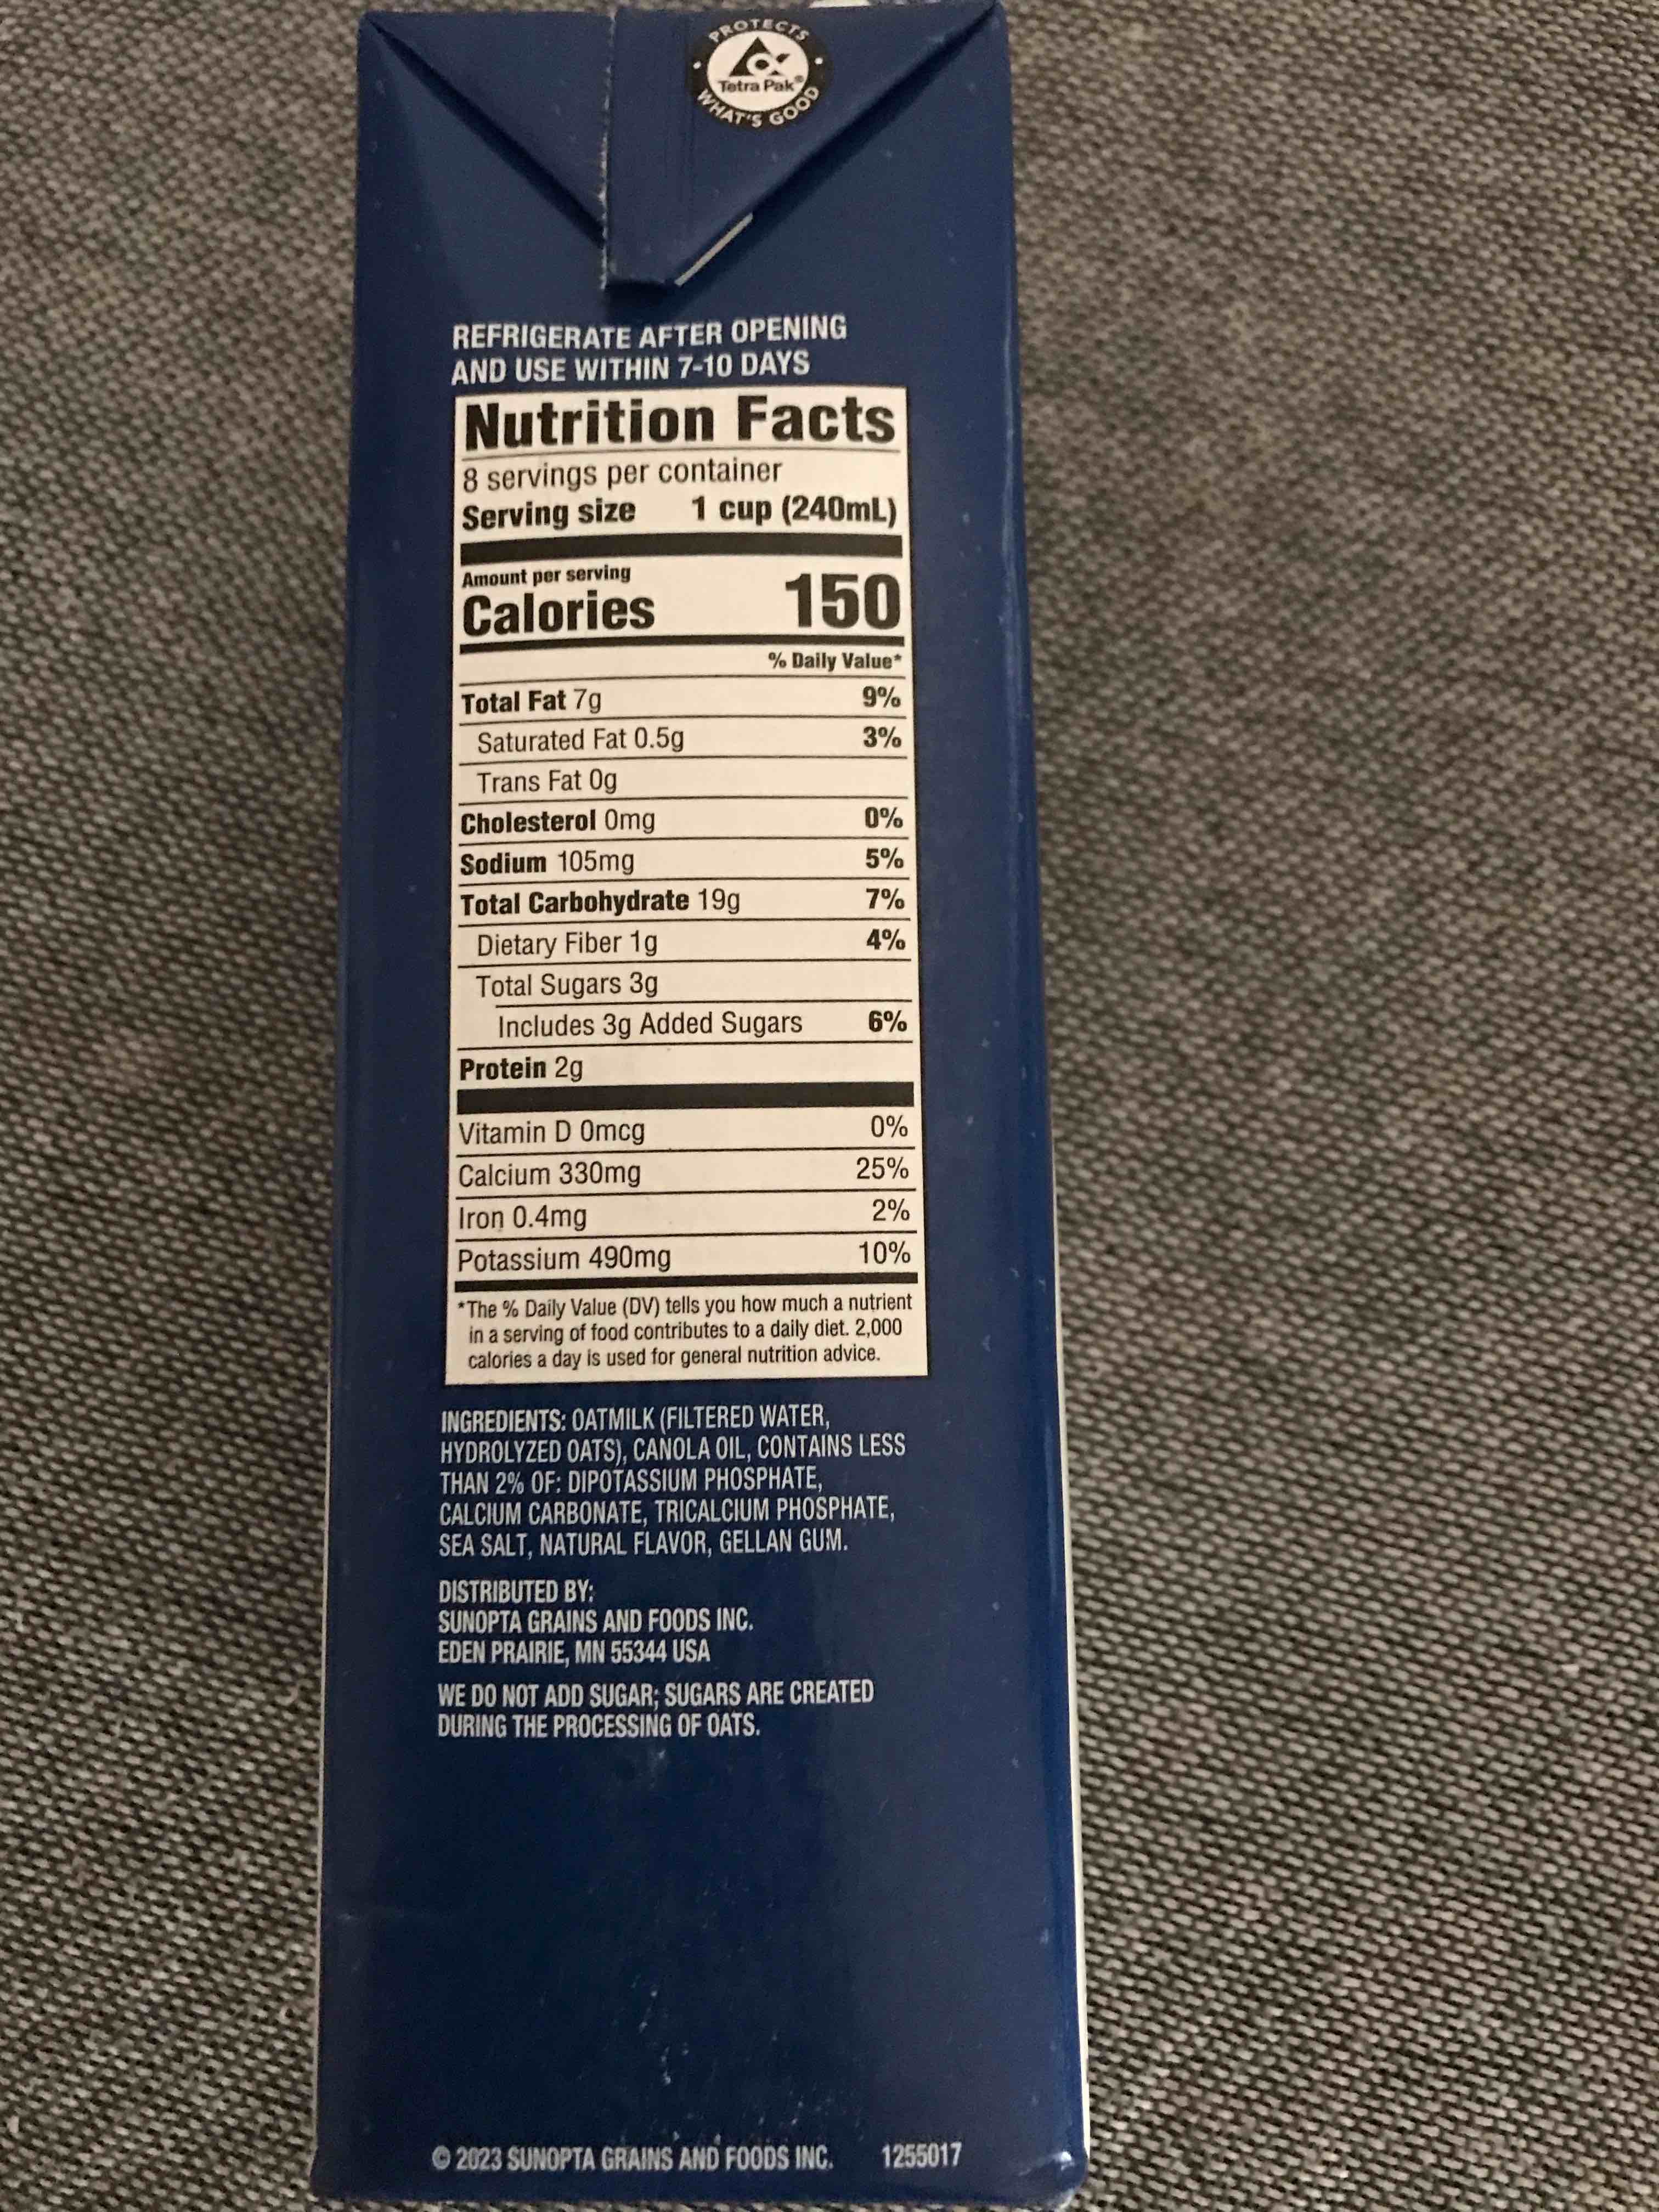 PROTECTS
Tetra Pak®
WHAT'S GOOD
REFRIGERATE AFTER OPENING
AND USE WITHIN 7-10 DAYS
Nutrition Facts
8 servings per container
Serving size 1 cup (240mL)
Amount per serving
Calories 150
% Daily Value*
Total Fat 7g 9%
Saturated Fat 0.5g 3%
Trans Fat 0g
Cholesterol 0mg 0%
Sodium 105mg 5%
Total Carbohydrate 19g 7%
Dietary Fiber 1g 4%
Total Sugars 3g
Includes 3g Added Sugars 6%
Protein 2g
Vitamin D 0mcg 0%
Calcium 330mg 25%
Iron 0.4mg 2%
Potassium 490mg 10%
*The % Daily Value (DV) tells you how much a nutrient
in a serving of food contributes to a daily diet. 2,000
calories a day is used for general nutrition advice.
INGREDIENTS: OATMILK (FILTERED WATER,
HYDROLYZED OATS), CANOLA OIL, CONTAINS LESS
THAN 2% OF: DIPOTASSIUM PHOSPHATE,
CALCIUM CARBONATE, TRICALCIUM PHOSPHATE,
SEA SALT, NATURAL FLAVOR, GELLAN GUM.
DISTRIBUTED BY:
SUNOPTA GRAINS AND FOODS INC.
EDEN PRAIRIE, MN 55344 USA
WE DO NOT ADD SUGAR; SUGARS ARE CREATED
DURING THE PROCESSING OF OATS.
© 2023 SUNOPTA GRAINS AND FOODS INC. 1255017